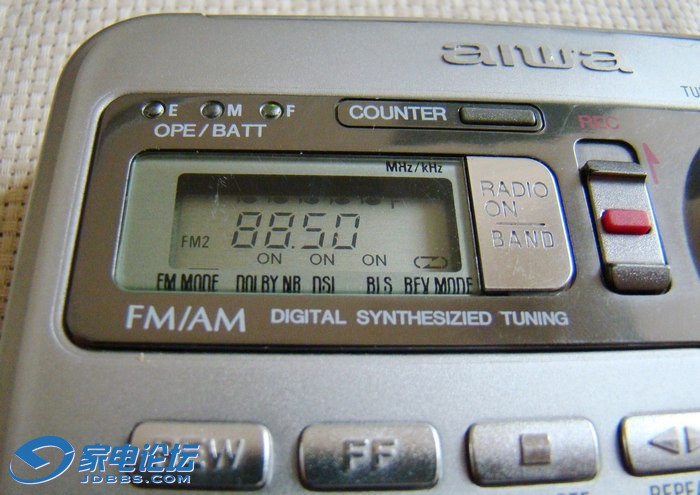 aiwa
TU
E M F
COUNTER
REC
OPE/BATT
MHz/kHz
RADIO
ON
BAND
FM2 88.50
ON ON ON
FM MODE DOLBY NR DSL BLS REV MODE
FM/AM DIGITAL SYNTHESIZIED TUNING
FF
家电论坛
JDBBS.COM